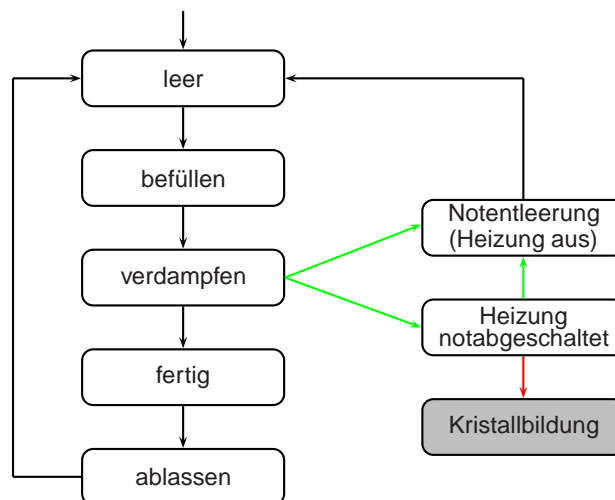 leer
befüllen
verdampfen
fertig
ablassen
Notentleerung
(Heizung aus)
Heizung
notabgeschaltet
Kristallbildung